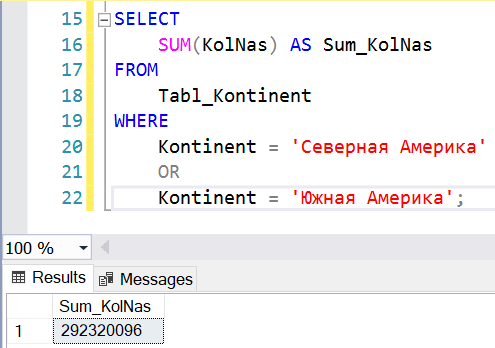 15 SELECT
16 SUM(KolNas) AS Sum_KolNas
17 FROM
18 Tabl_Kontinent
19 WHERE
20 Kontinent = 'Северная Америка'
21 OR
22 Kontinent = 'Южная Америка';
100 %
Results Messages
Sum_KolNas
1 292320096